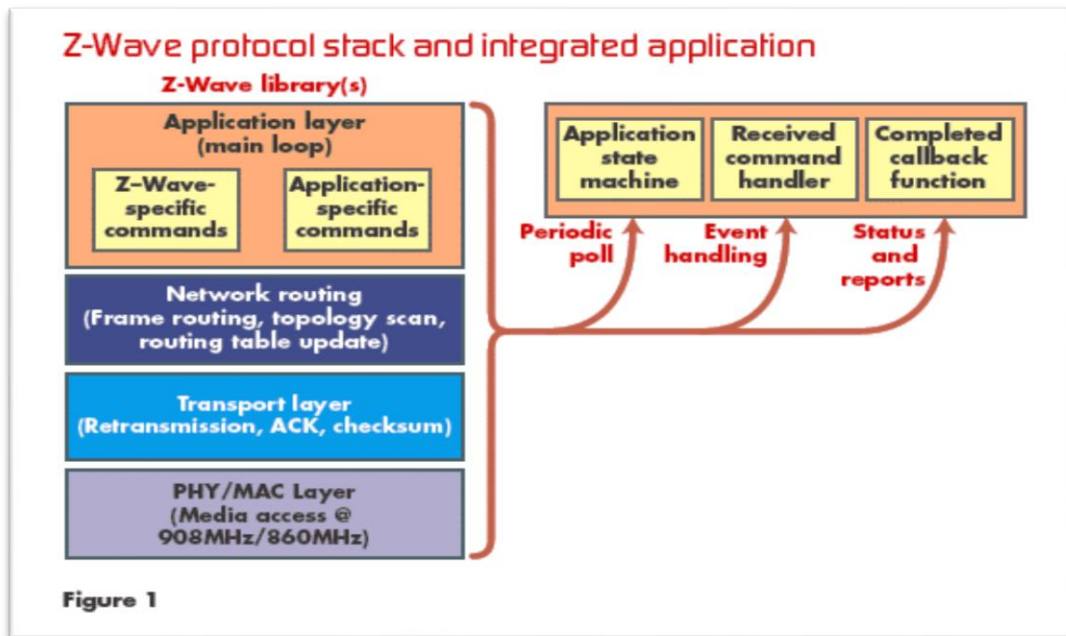 Z-Wave protocol stack and integrated application
Z-Wave library(s)
Application layer
(main loop)
Z-Wave-
specific
commands
Application-
specific
commands
Network routing
(Frame routing, topology scan,
routing table update)
Transport layer
(Retransmission, ACK, checksum)
PHY/MAC Layer
(Media access @
908MHz/860MHz)
Application
state
machine
Received
command
handler
Completed
callback
function
Periodic
poll
Event
handling
Status
and
reports
Figure 1